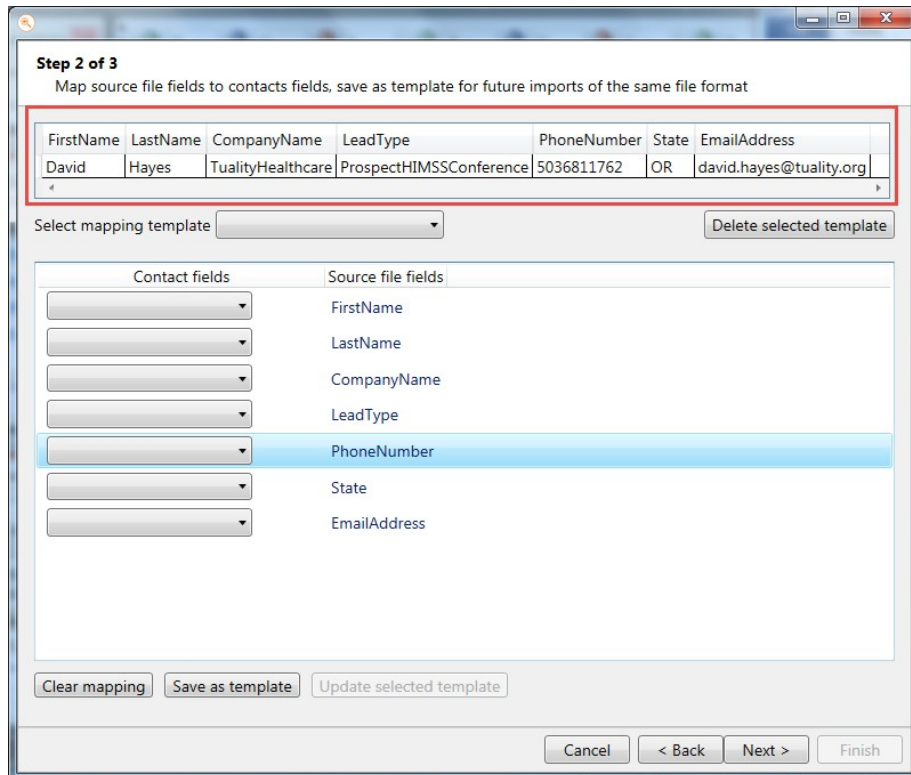 Step 2 of 3
Map source file fields to contacts fields, save as template for future imports of the same file format
FirstName LastName CompanyName LeadType PhoneNumber State EmailAddress
David Hayes TualityHealthcare ProspectHIMSSConference 5036811762 OR david.hayes@tuality.org
Select mapping template Delete selected template
Contact fields Source file fields
FirstName
LastName
CompanyName
LeadType
PhoneNumber
State
EmailAddress
Clear mapping Save as template Update selected template
Cancel < Back Next > Finish